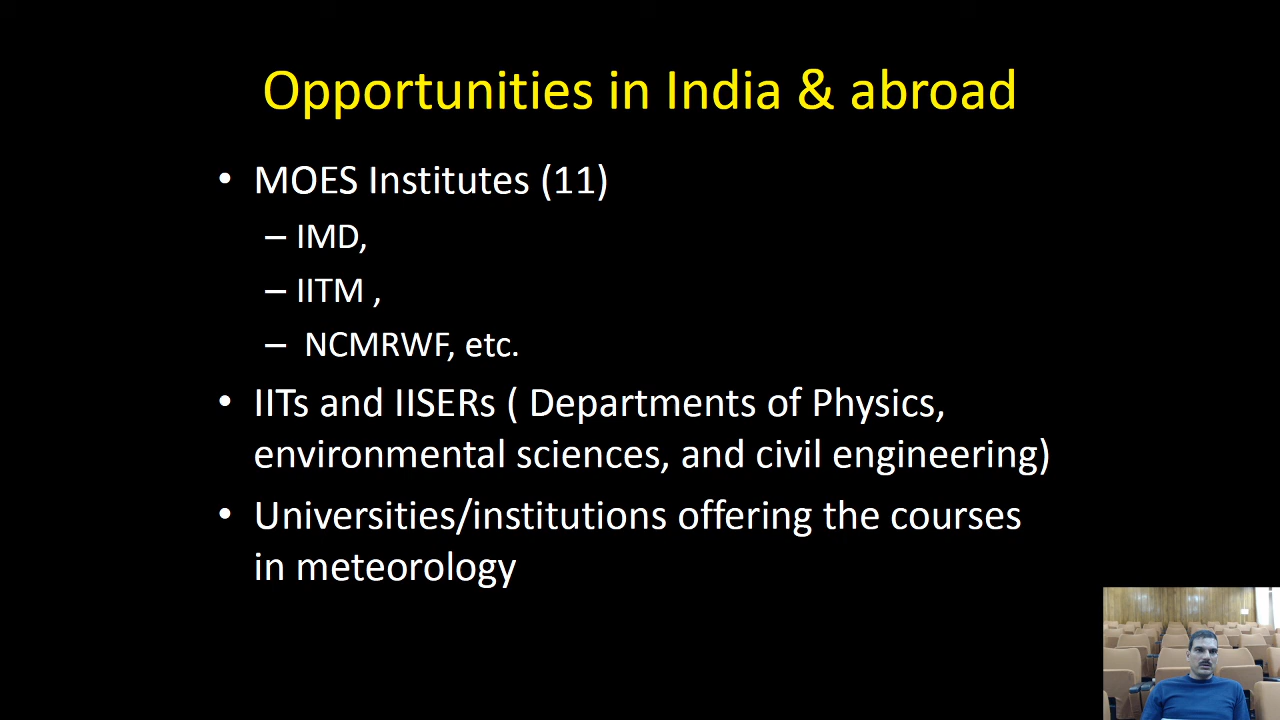 Opportunities in India & abroad
• MOES Institutes (11)
– IMD,
– IITM ,
– NCMRWF, etc.
• IITs and IISERs ( Departments of Physics,
environmental sciences, and civil engineering)
• Universities/institutions offering the courses
in meteorology